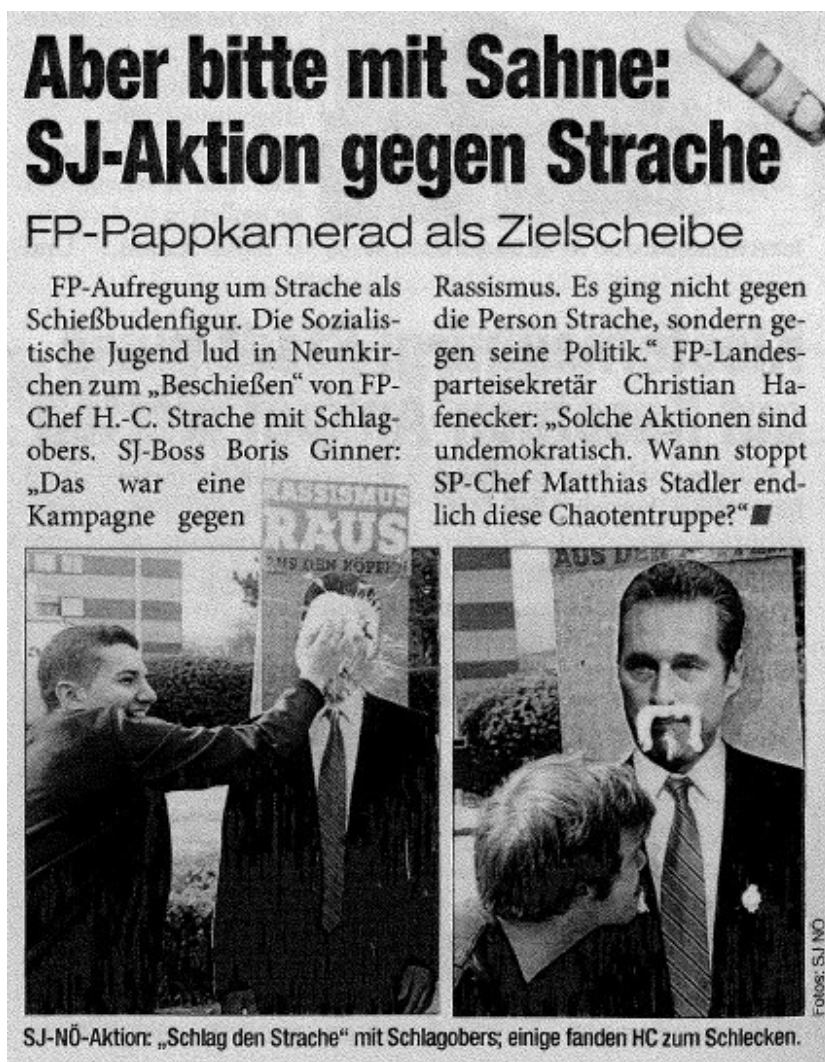 Aber bitte mit Sahne:
SJ-Aktion gegen Strache
FP-Pappkamerad als Zielscheibe
FP-Aufregung um Strache als
Schießbudenfigur. Die Sozialis-
tische Jugend lud in Neunkir-
chen zum „Beschießen“ von FP-
Chef H.-C. Strache mit Schlag-
obers. SJ-Boss Boris Ginner:
„Das war eine
Kampagne gegen
Rassismus. Es ging nicht gegen
die Person Strache, sondern ge-
gen seine Politik.“ FP-Landes-
parteisekretär Christian Ha-
fenecker: „Solche Aktionen sind
undemokratisch. Wann stoppt
SP-Chef Matthias Stadler end-
lich diese Chaotentruppe?“
RASSISMUS
RAUS
AUS DEN KÖPFEN
AUS DEN
Fotos: SJ NÖ
SJ-NÖ-Aktion: „Schlag den Strache“ mit Schlagobers; einige fanden HC zum Schlecken.